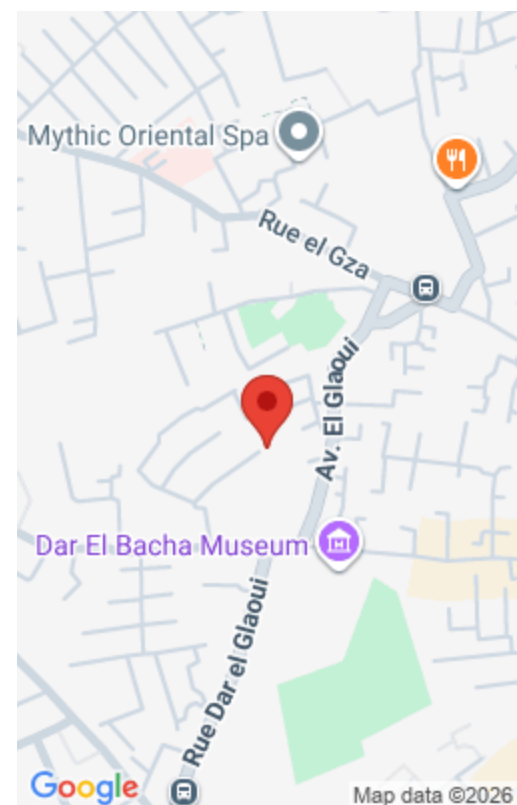 Mythic Oriental Spa
Rue el Gza
Av. El Glaoui
Dar El Bacha Museum
Rue Dar el Glaoui
Google
Map data ©2026